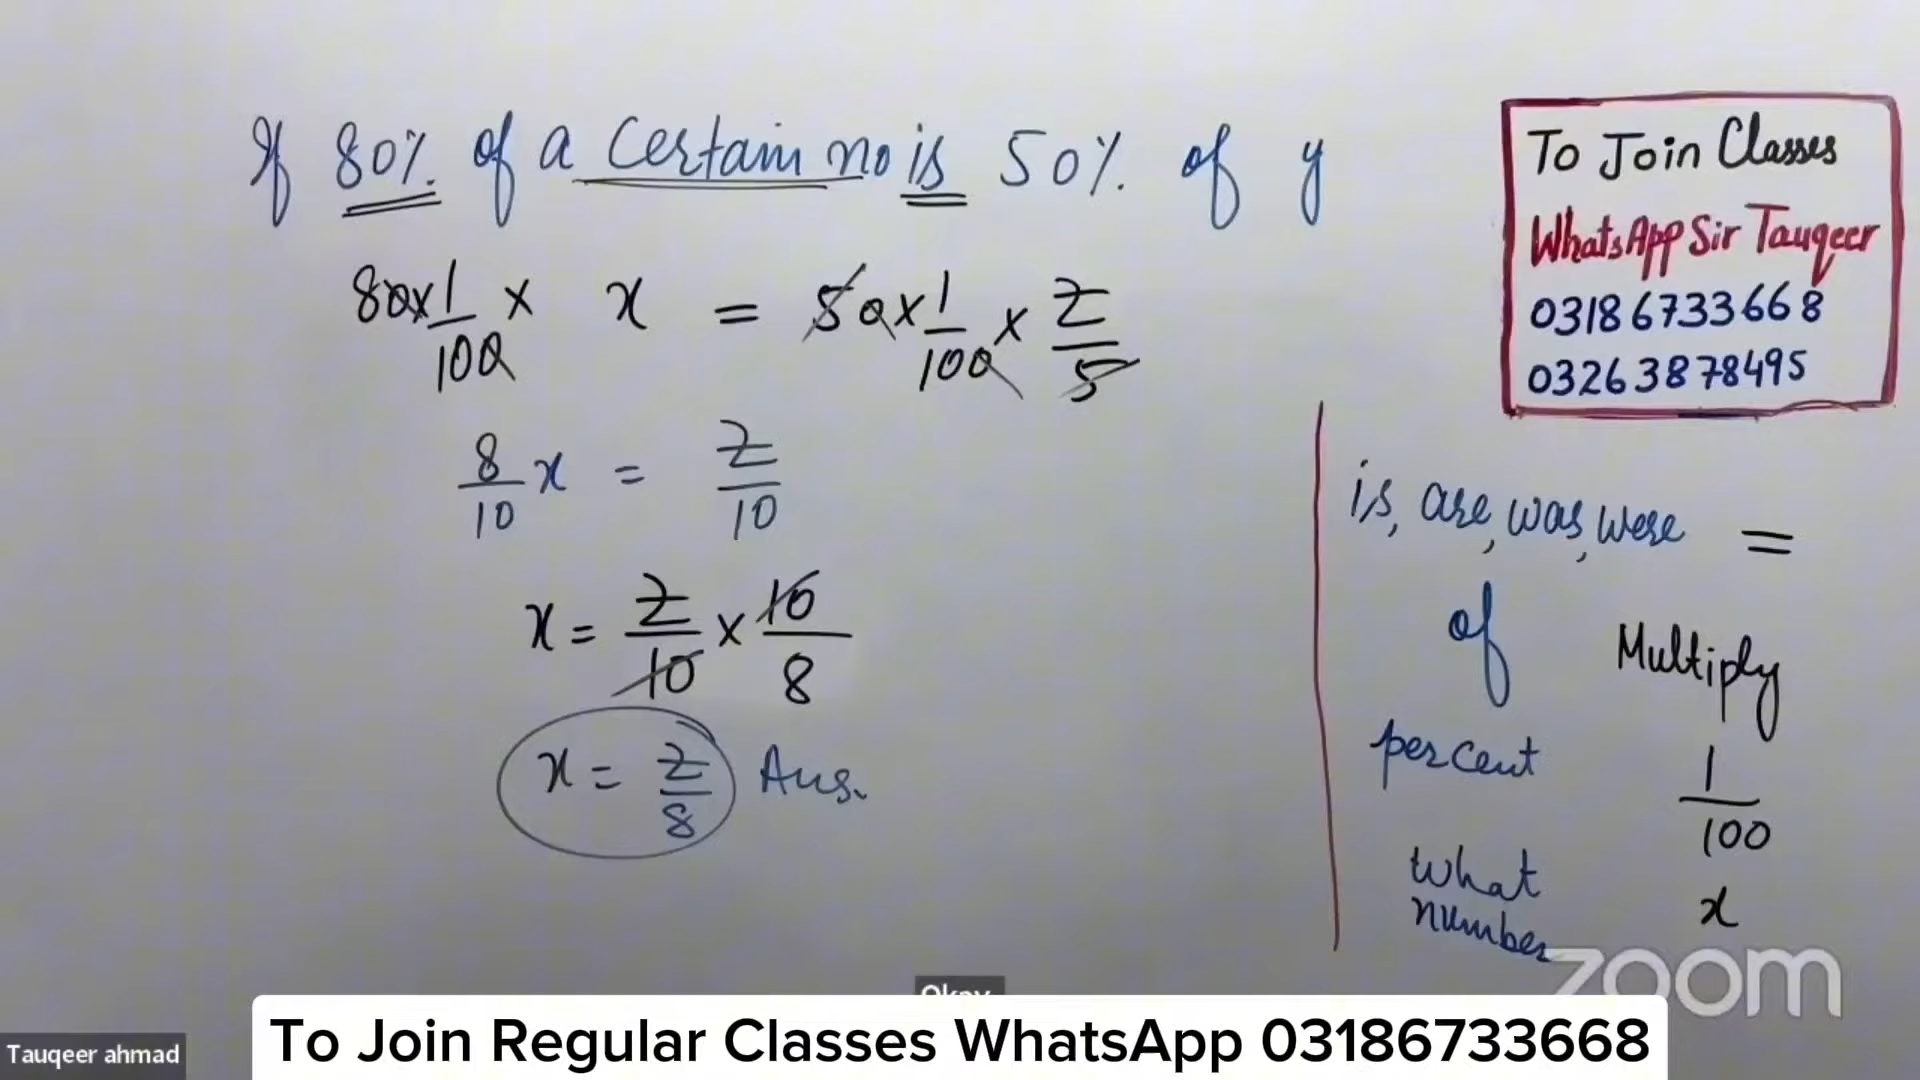 If 80% of a Certain no is 50% of y
80 x 1/100 x x = 50 x 1/100 x z/5
8/10 x = z/10
x = z/10 x 10/8
x = z/8 Ans.
To Join Classes
WhatsApp Sir Tauqeer
03186733668
03263878495
is, are, was, were =
of Multiply
percent 1/100
what number x
zoom
Okay
To Join Regular Classes WhatsApp 03186733668
Tauqeer ahmad